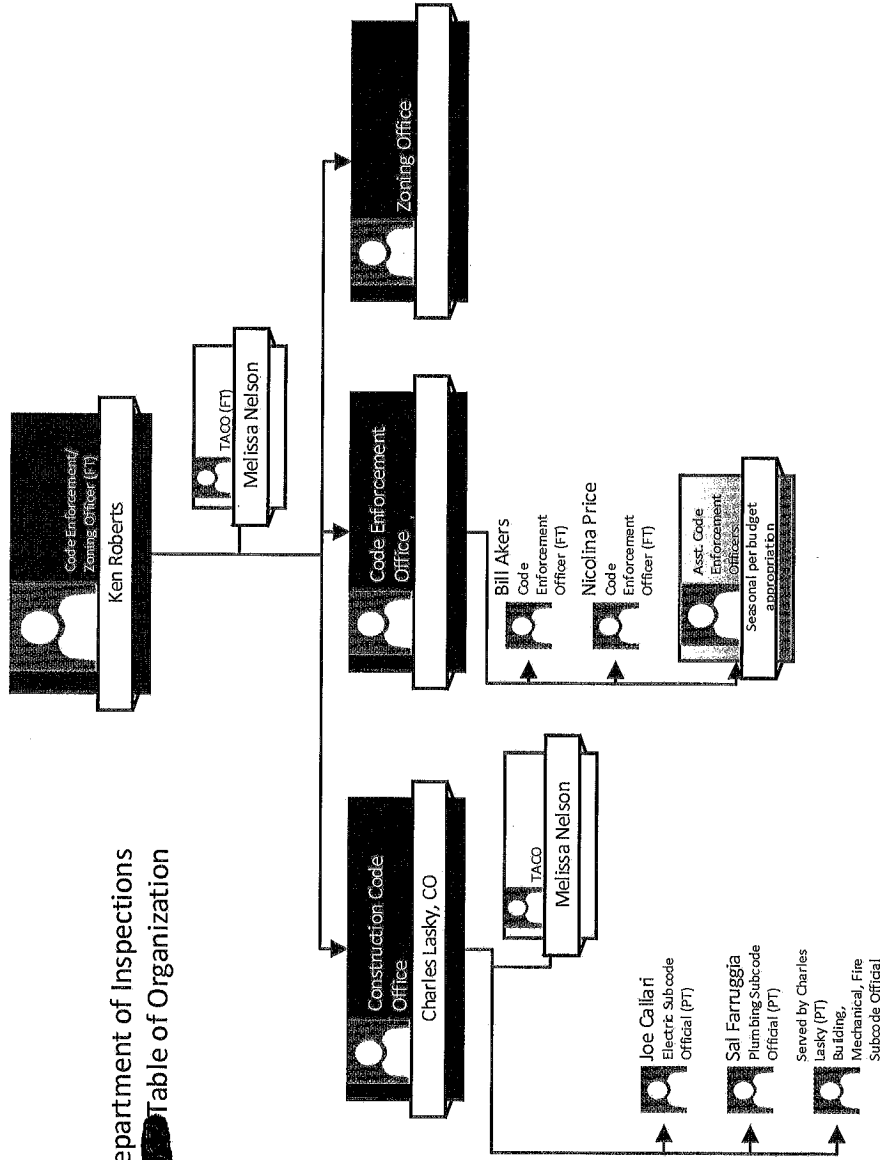 epartment of Inspections
Table of Organization
Code Enforcement/
Zoning Officer (FT)
Ken Roberts
TACO (FT)
Melissa Nelson
Construction Code
Office
Charles Lasky, CO
TACO
Melissa Nelson
Joe Callari
Electric Subcode
Official (PT)
Sal Farruggia
Plumbing Subcode
Official (PT)
Served by Charles
Lasky (PT)
Building,
Mechanical, Fire
Subcode Official
Code Enforcement
Office
Bill Akers
Code
Enforcement
Officer (FT)
Nicolina Price
Code
Enforcement
Officer (FT)
Asst. Code
Enforcement
Officers
Seasonal per budget
appropriation
Zoning Office